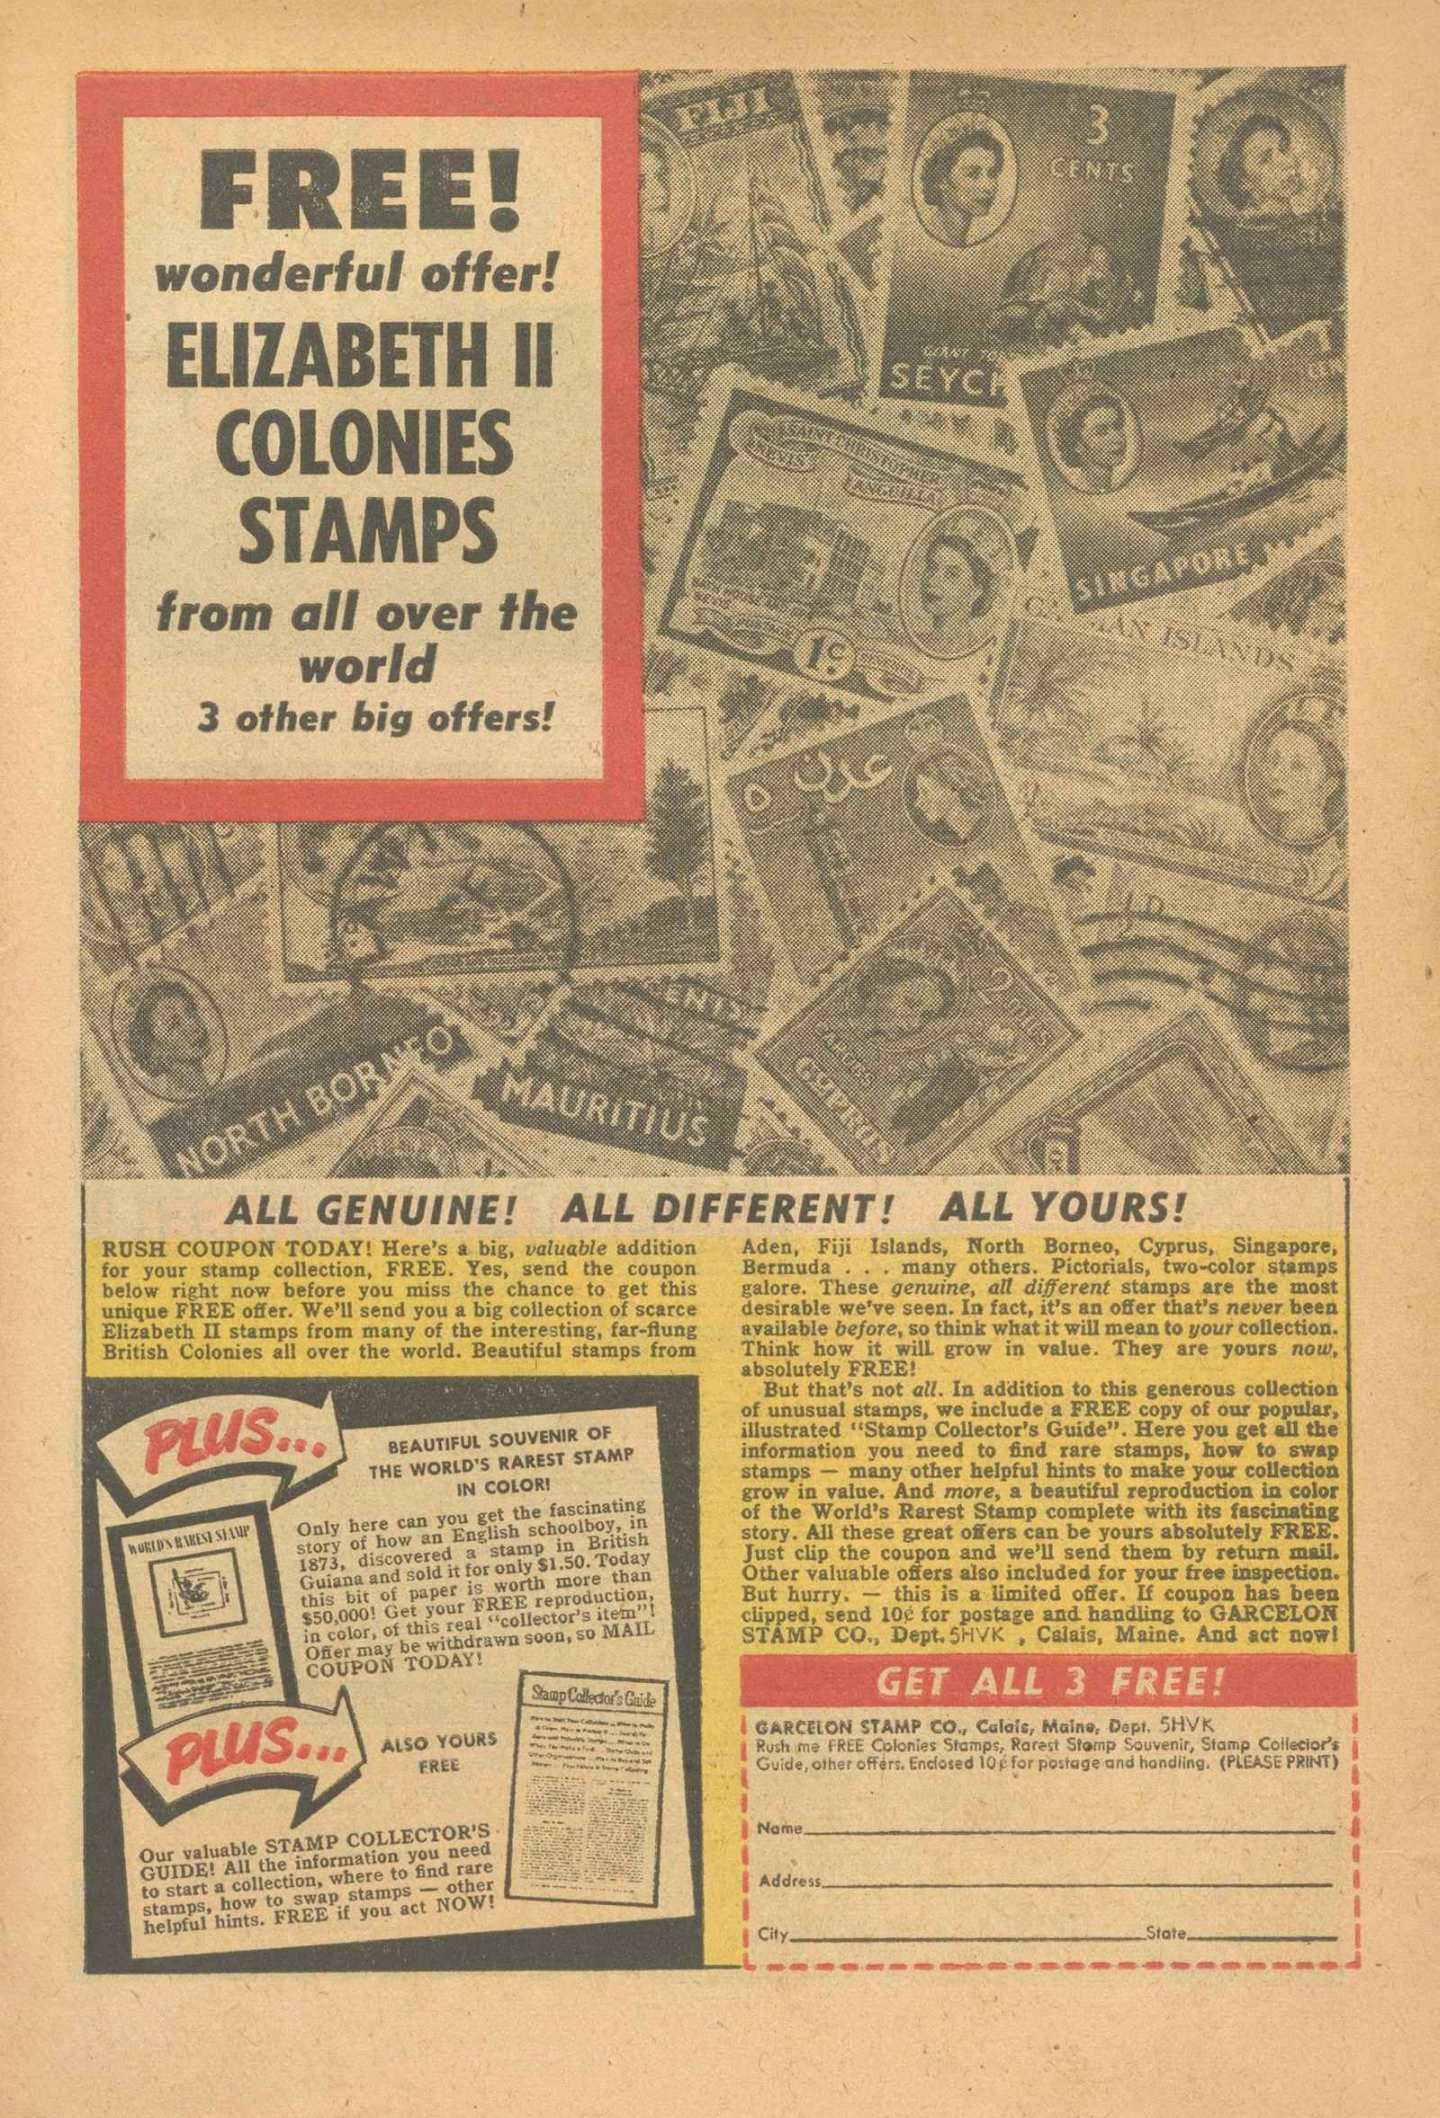 FREE!
wonderful offer!
ELIZABETH II
COLONIES
STAMPS
from all over the
world
3 other big offers!
FIJI
3
CENTS
GIANT
SEYCH
SAINT CHRISTOPHER
NEVIS
ANGUILLA
1c
CEN
SINGAPORE
MAN ISLANDS
٥
عدن
1D
NORTH BORNEO
CENTS
MAURITIUS
2 mils
CYPRUS
ALL GENUINE! ALL DIFFERENT! ALL YOURS!
RUSH COUPON TODAY! Here's a big, valuable addition
for your stamp collection, FREE. Yes, send the coupon
below right now before you miss the chance to get this
unique FREE offer. We'll send you a big collection of scarce
Elizabeth II stamps from many of the interesting, far-flung
British Colonies all over the world. Beautiful stamps from
Aden, Fiji Islands, North Borneo, Cyprus, Singapore,
Bermuda . . . many others. Pictorials, two-color stamps
galore. These genuine, all different stamps are the most
desirable we've seen. In fact, it's an offer that's never been
available before, so think what it will mean to your collection.
Think how it will grow in value. They are yours now,
absolutely FREE!
But that's not all. In addition to this generous collection
of unusual stamps, we include a FREE copy of our popular,
illustrated "Stamp Collector's Guide". Here you get all the
information you need to find rare stamps, how to swap
stamps — many other helpful hints to make your collection
grow in value. And more, a beautiful reproduction in color
of the World's Rarest Stamp complete with its fascinating
story. All these great offers can be yours absolutely FREE.
Just clip the coupon and we'll send them by return mail.
Other valuable offers also included for your free inspection.
But hurry. — this is a limited offer. If coupon has been
clipped, send 10¢ for postage and handling to GARCELON
STAMP CO., Dept. 5HVK , Calais, Maine. And act now!
PLUS...
BEAUTIFUL SOUVENIR OF
THE WORLD'S RAREST STAMP
IN COLOR!
WORLD'S RAREST STAMP
Only here can you get the fascinating
story of how an English schoolboy, in
1873, discovered a stamp in British
Guiana and sold it for only $1.50. Today
this bit of paper is worth more than
$50,000! Get your FREE reproduction,
in color, of this real "collector's item"!
Offer may be withdrawn soon, so MAIL
COUPON TODAY!
PLUS...
ALSO YOURS
FREE
Stamp Collector's Guide
Our valuable STAMP COLLECTOR'S
GUIDE! All the information you need
to start a collection, where to find rare
stamps, how to swap stamps — other
helpful hints. FREE if you act NOW!
GET ALL 3 FREE!
GARCELON STAMP CO., Calais, Maine, Dept. 5HVK
Rush me FREE Colonies Stamps, Rarest Stamp Souvenir, Stamp Collector's
Guide, other offers. Enclosed 10¢ for postage and handling. (PLEASE PRINT)
Name
Address
City State